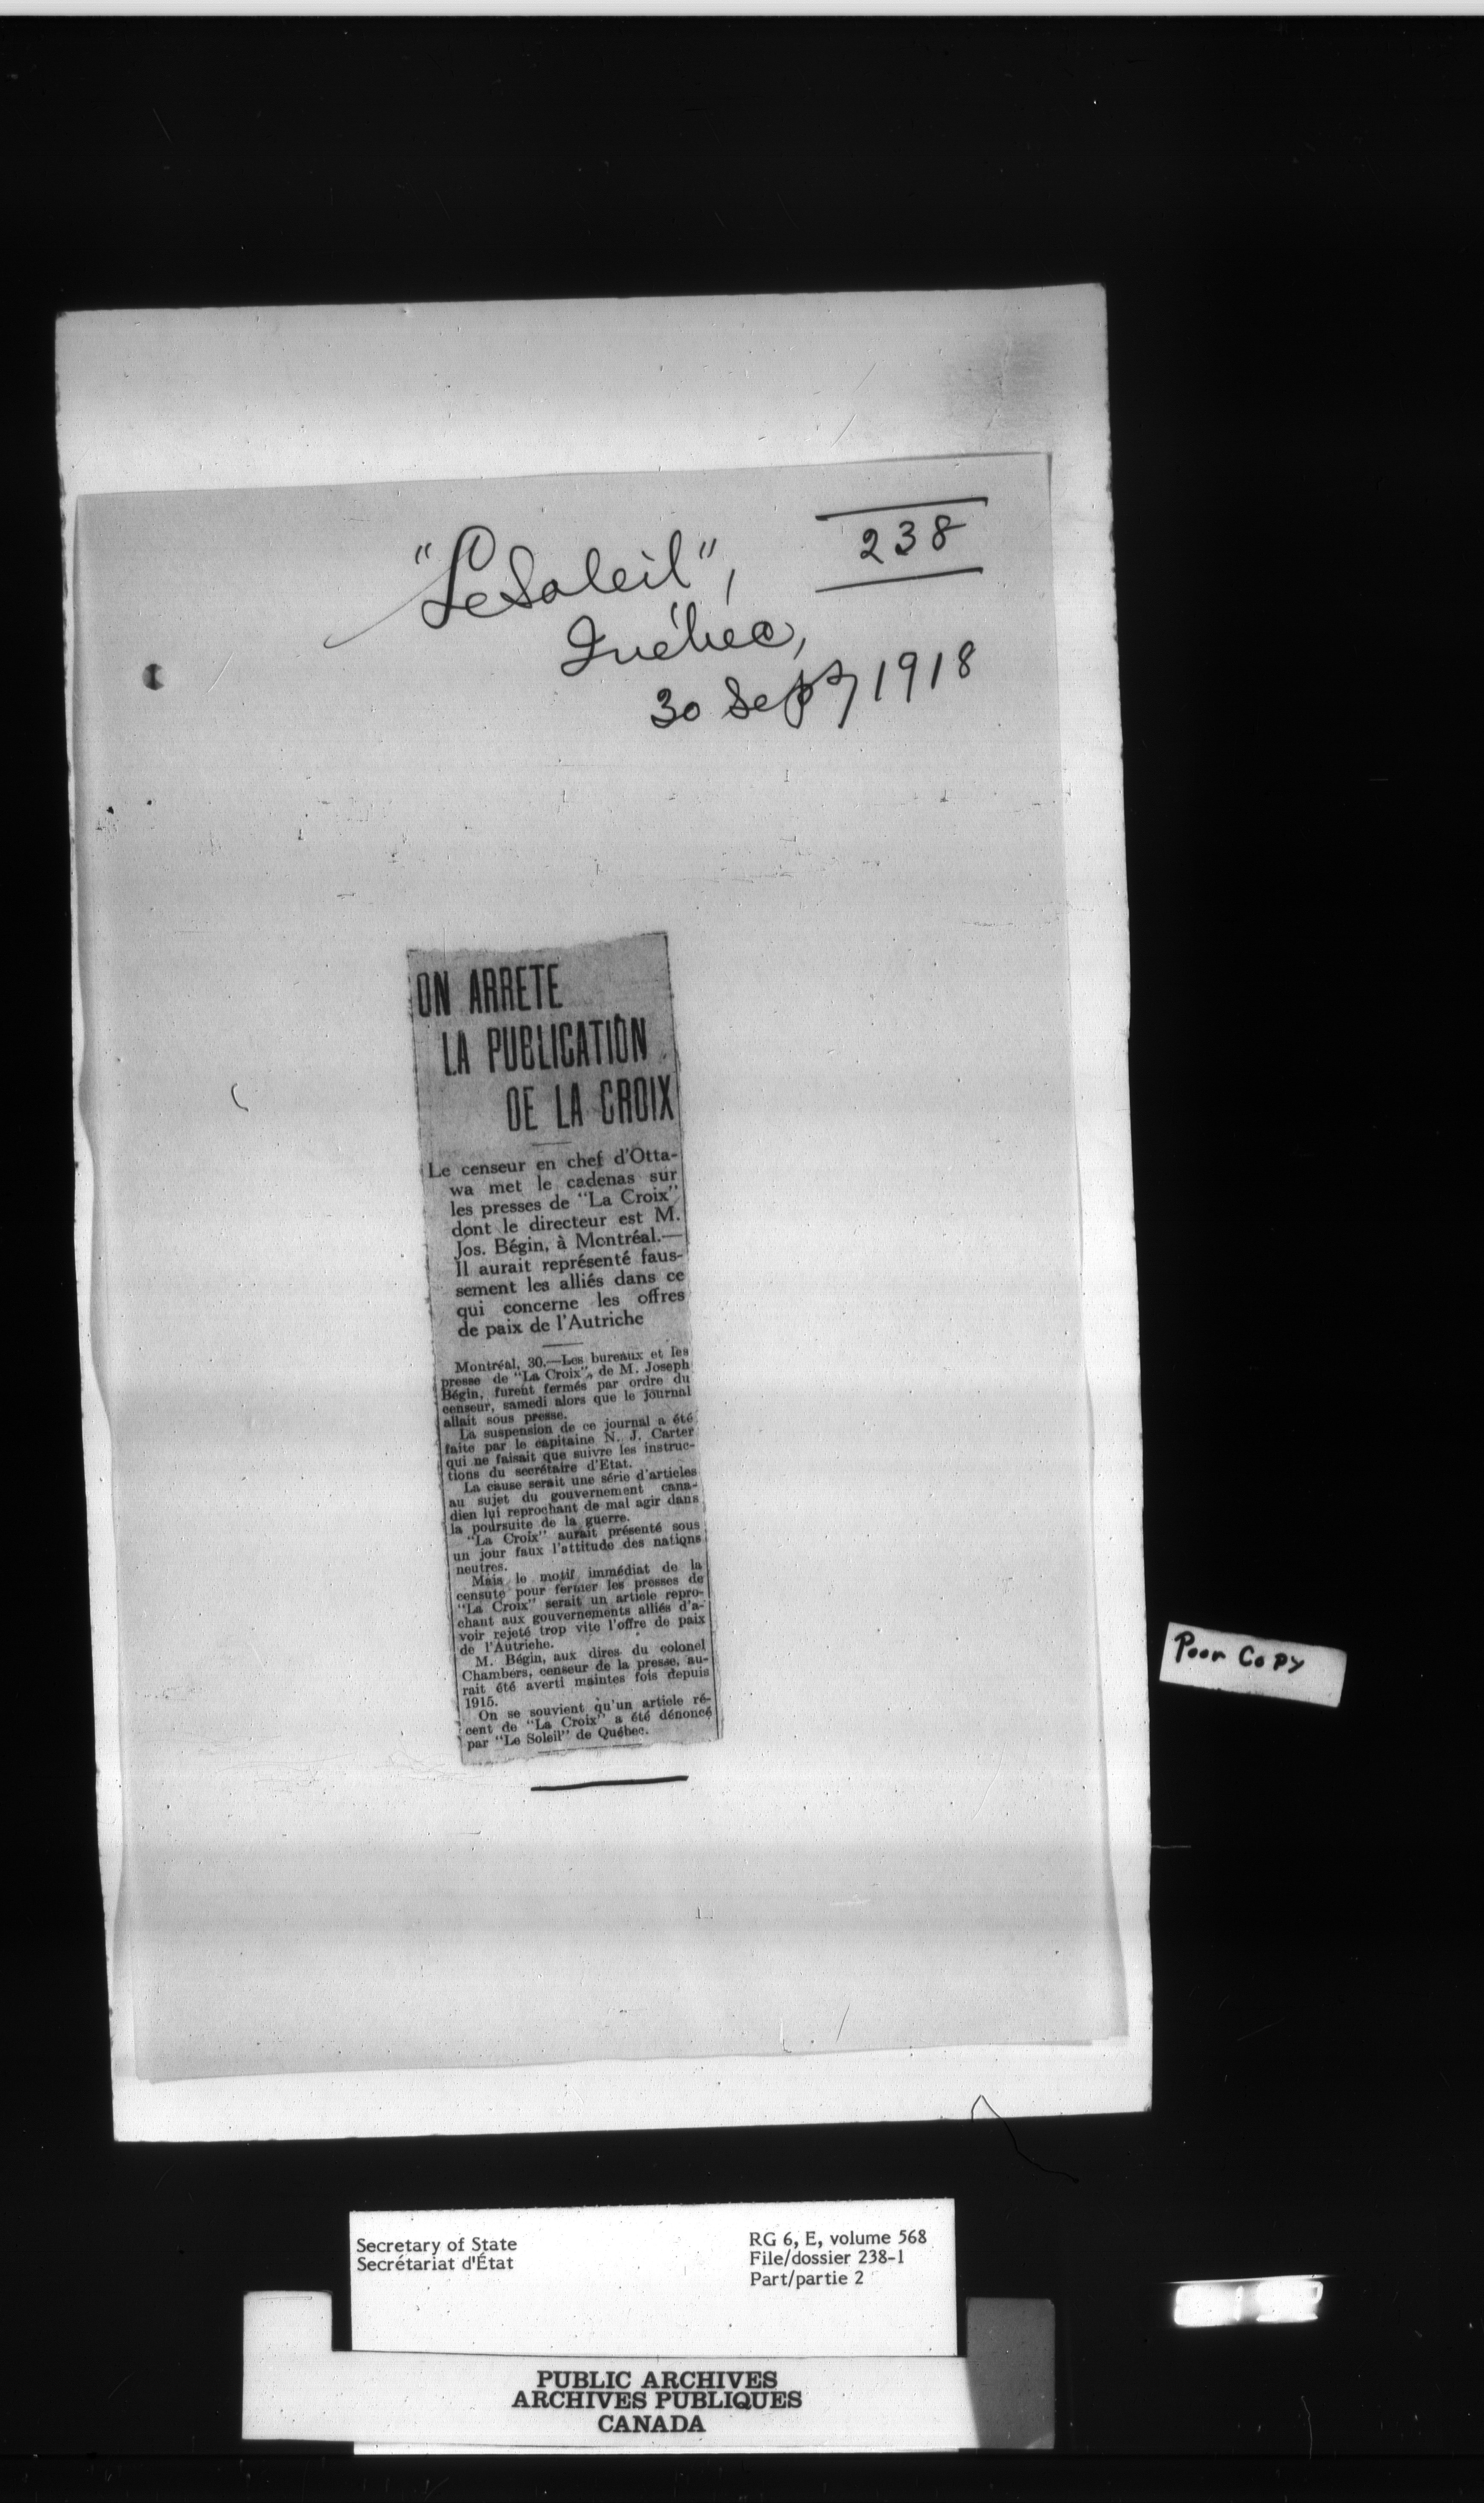 "Le Soleil",
238
Québec,
30 Sept 1918
ON ARRETE
LA PUBLICATION
DE LA CROIX
Le censeur en chef d'Otta-
wa met le cadenas sur
les presses de "La Croix"
dont le directeur est M.
Jos. Bégin, à Montréal.—
Il aurait représenté faus-
sement les alliés dans ce
qui concerne les offres
de paix de l'Autriche
Montréal, 30.—Les bureaux et les
presse de "La Croix", de M. Joseph
Bégin, furent fermés par ordre du
censeur, samedi alors que le journal
allait sous presse.
La suspension de ce journal a été
faite par le capitaine N. J. Carter
qui ne faisait que suivre les instruc-
tions du secrétaire d'Etat.
La cause serait une série d'articles
au sujet du gouvernement cana-
dien lui reprochant de mal agir dans
la poursuite de la guerre.
"La Croix" aurait présenté sous
un jour faux l'attitude des nations
neutres.
Mais le motif immédiat de la
censute pour fermer les presses de
"La Croix" serait un article repro-
chant aux gouvernements alliés d'a-
voir rejeté trop vite l'offre de paix
de l'Autriche.
M. Bégin, aux dires du colonel
Chambers, censeur de la presse, au-
rait été averti maintes fois depuis
1915.
On se souvient qu'un article ré-
cent de "La Croix" a été dénoncé
par "Le Soleil" de Québec.
Poor Copy
Secretary of State
Secrétariat d'État
RG 6, E, volume 568
File/dossier 238-1
Part/partie 2
PUBLIC ARCHIVES
ARCHIVES PUBLIQUES
CANADA